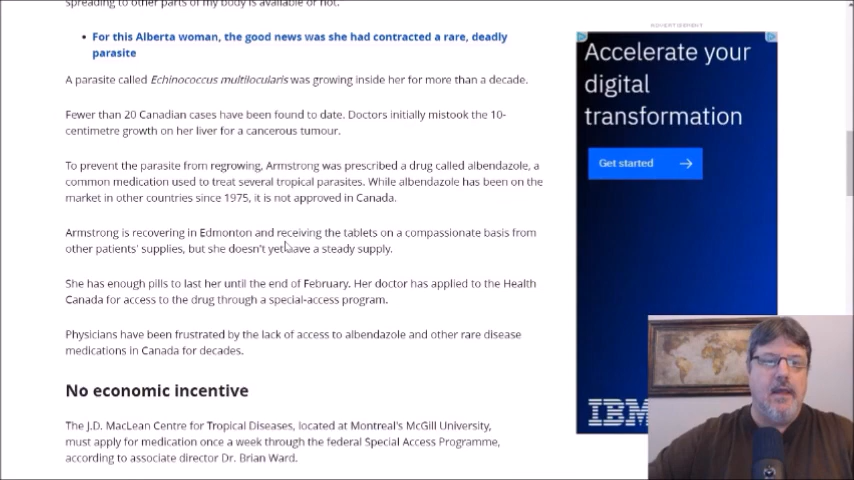 spreading to other parts of my body is available or not.
ADVERTISEMENT
• For this Alberta woman, the good news was she had contracted a rare, deadly
parasite
A parasite called Echinococcus multilocularis was growing inside her for more than a decade.
Fewer than 20 Canadian cases have been found to date. Doctors initially mistook the 10-
centimetre growth on her liver for a cancerous tumour.
To prevent the parasite from regrowing, Armstrong was prescribed a drug called albendazole, a
common medication used to treat several tropical parasites. While albendazole has been on the
market in other countries since 1975, it is not approved in Canada.
Armstrong is recovering in Edmonton and receiving the tablets on a compassionate basis from
other patients' supplies, but she doesn't yet have a steady supply.
She has enough pills to last her until the end of February. Her doctor has applied to the Health
Canada for access to the drug through a special-access program.
Physicians have been frustrated by the lack of access to albendazole and other rare disease
medications in Canada for decades.
No economic incentive
The J.D. MacLean Centre for Tropical Diseases, located at Montreal's McGill University,
must apply for medication once a week through the federal Special Access Programme,
according to associate director Dr. Brian Ward.
Accelerate your
digital
transformation
Get started →
IBM